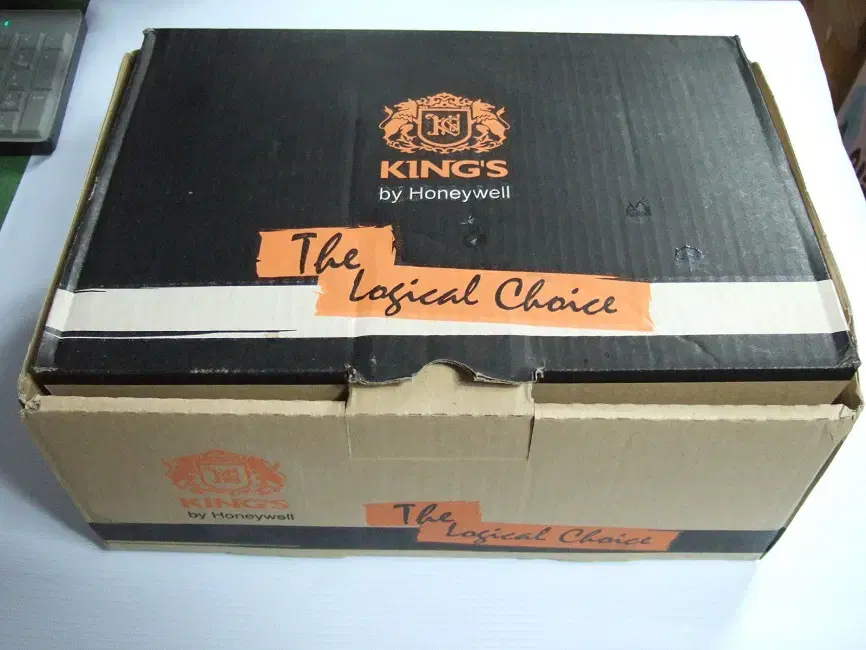 KING'S
by Honeywell
The
Logical Choice
KING'S
by Honeywell
The
Logical Choice